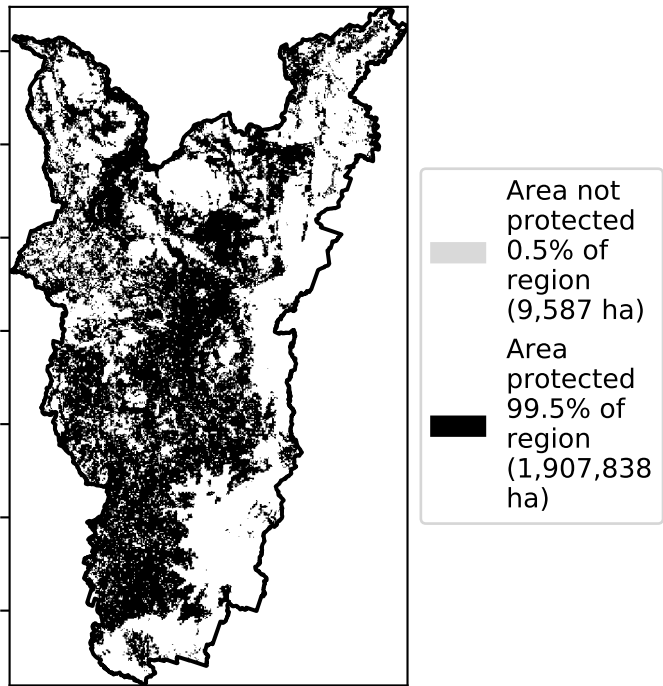 Area not
protected
0.5% of
region
(9,587 ha)
Area
protected
99.5% of
region
(1,907,838
ha)